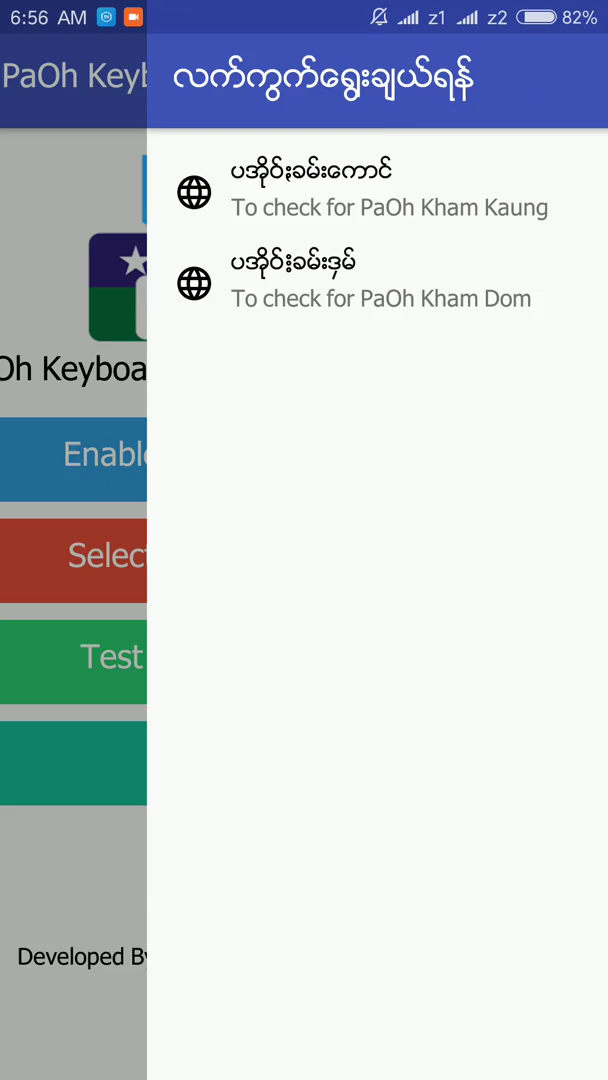 6:56 AM z1 z2 82%
PaOh Keyb
လက်ကွက်ရွေးချယ်ရန်
ပအိုဝ်ႏခမ်းကောင်
To check for PaOh Kham Kaung
ပအိုဝ်းခမ်းဒုမ်
To check for PaOh Kham Dom
Oh Keyboa
Enable
Select
Test
Developed By